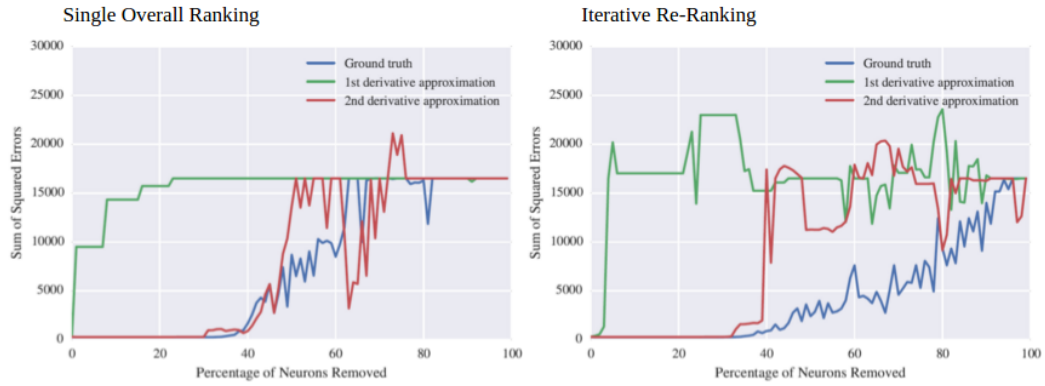 Single Overall Ranking
30000
25000
20000
15000
10000
5000
0
Sum of Squared Errors
Ground truth
1st derivative approximation
2nd derivative approximation
0 20 40 60 80 100
Percentage of Neurons Removed
Iterative Re-Ranking
30000
25000
20000
15000
10000
5000
0
Sum of Squared Errors
Ground truth
1st derivative approximation
2nd derivative approximation
0 20 40 60 80 100
Percentage of Neurons Removed